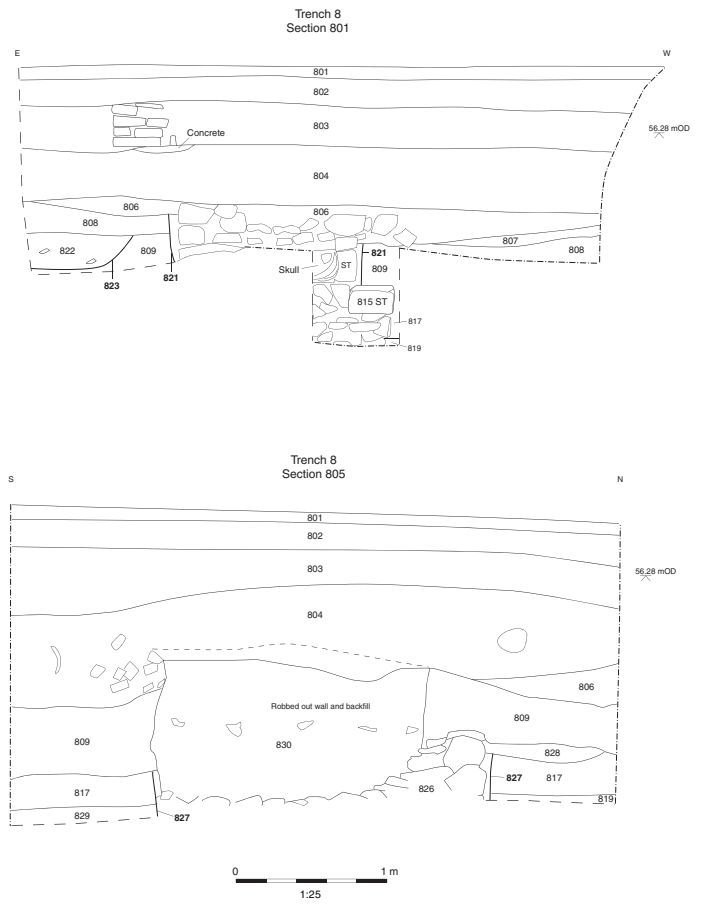 Trench 8
Section 801
E
W
801
802
803
56.28 mOD
Concrete
804
806
806
808
807
822
809
808
821
823
821
Skull
ST
809
815 ST
817
819
Trench 8
Section 805
S
N
801
802
803
56.28 mOD
804
806
Robbed out wall and backfill
809
809
830
828
817
827
817
826
819
829
827
0
1 m
1:25